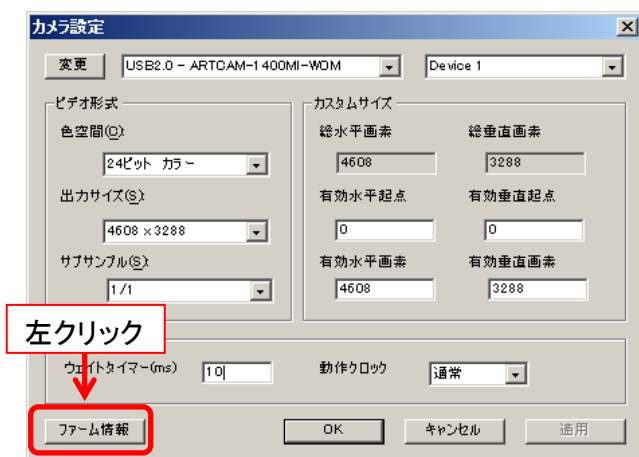 カメラ設定
変更 USB2.0 - ARTCAM-1400MI-WOM Device 1
ビデオ形式 カスタムサイズ
色空間(C): 総水平画素 総垂直画素
24ビット カラー 4608 3288
出力サイズ(S): 有効水平起点 有効垂直起点
4608 × 3288 0 0
サブサンプル(S): 有効水平画素 有効垂直画素
1/1 4608 3288
左クリック
ウェイトタイマー(ms) 10 動作クロック 通常
ファーム情報 OK キャンセル 適用